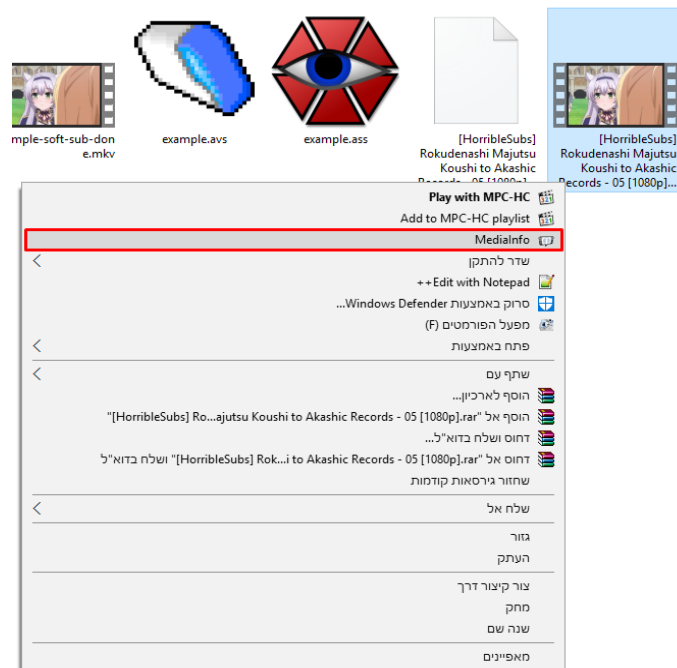 mple-soft-sub-don
e.mkv
example.avs
example.ass
[HorribleSubs]
Rokudenashi Majutsu
Koushi to Akashic
Records - 05 [1080p]...
[HorribleSubs]
Rokudenashi Majutsu
Koushi to Akashic
Records - 05 [1080p]...
Play with MPC-HC
Add to MPC-HC playlist
MediaInfo
שדר להתקן
++Edit with Notepad
סרוק באמצעות Windows Defender...
מפעל הפורמטים (F)
פתח באמצעות
שתף עם
הוסף לארכיון...
הוסף אל "[HorribleSubs] Ro...ajutsu Koushi to Akashic Records - 05 [1080p].rar"
דחוס ושלח בדוא"ל...
דחוס אל "[HorribleSubs] Rok...i to Akashic Records - 05 [1080p].rar" ושלח בדוא"ל
שחזור גירסאות קודמות
שלח אל
גזור
העתק
צור קיצור דרך
מחק
שנה שם
מאפיינים